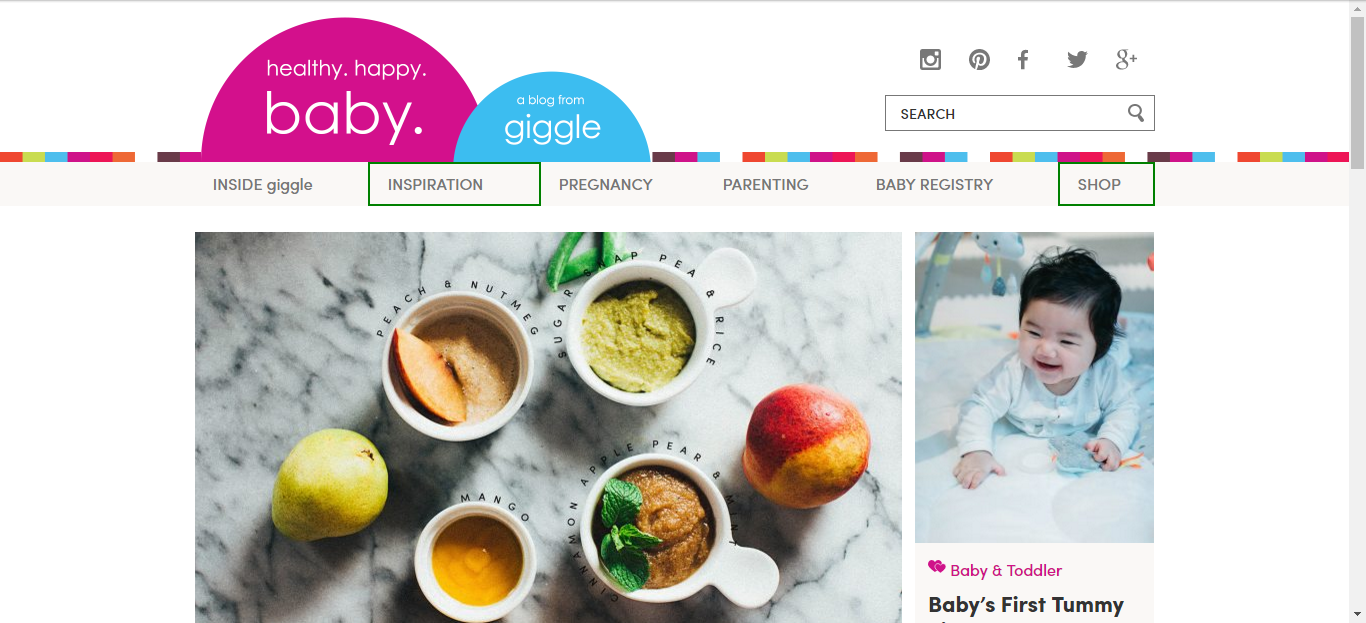 healthy. happy.
baby.
a blog from
giggle
SEARCH
INSIDE giggle
INSPIRATION
PREGNANCY
PARENTING
BABY REGISTRY
SHOP
PEACH & NUTMEG
SUGAR SNAP PEA & RICE
MANGO
CINNAMON APPLE PEAR & MINT
Baby & Toddler
Baby’s First Tummy